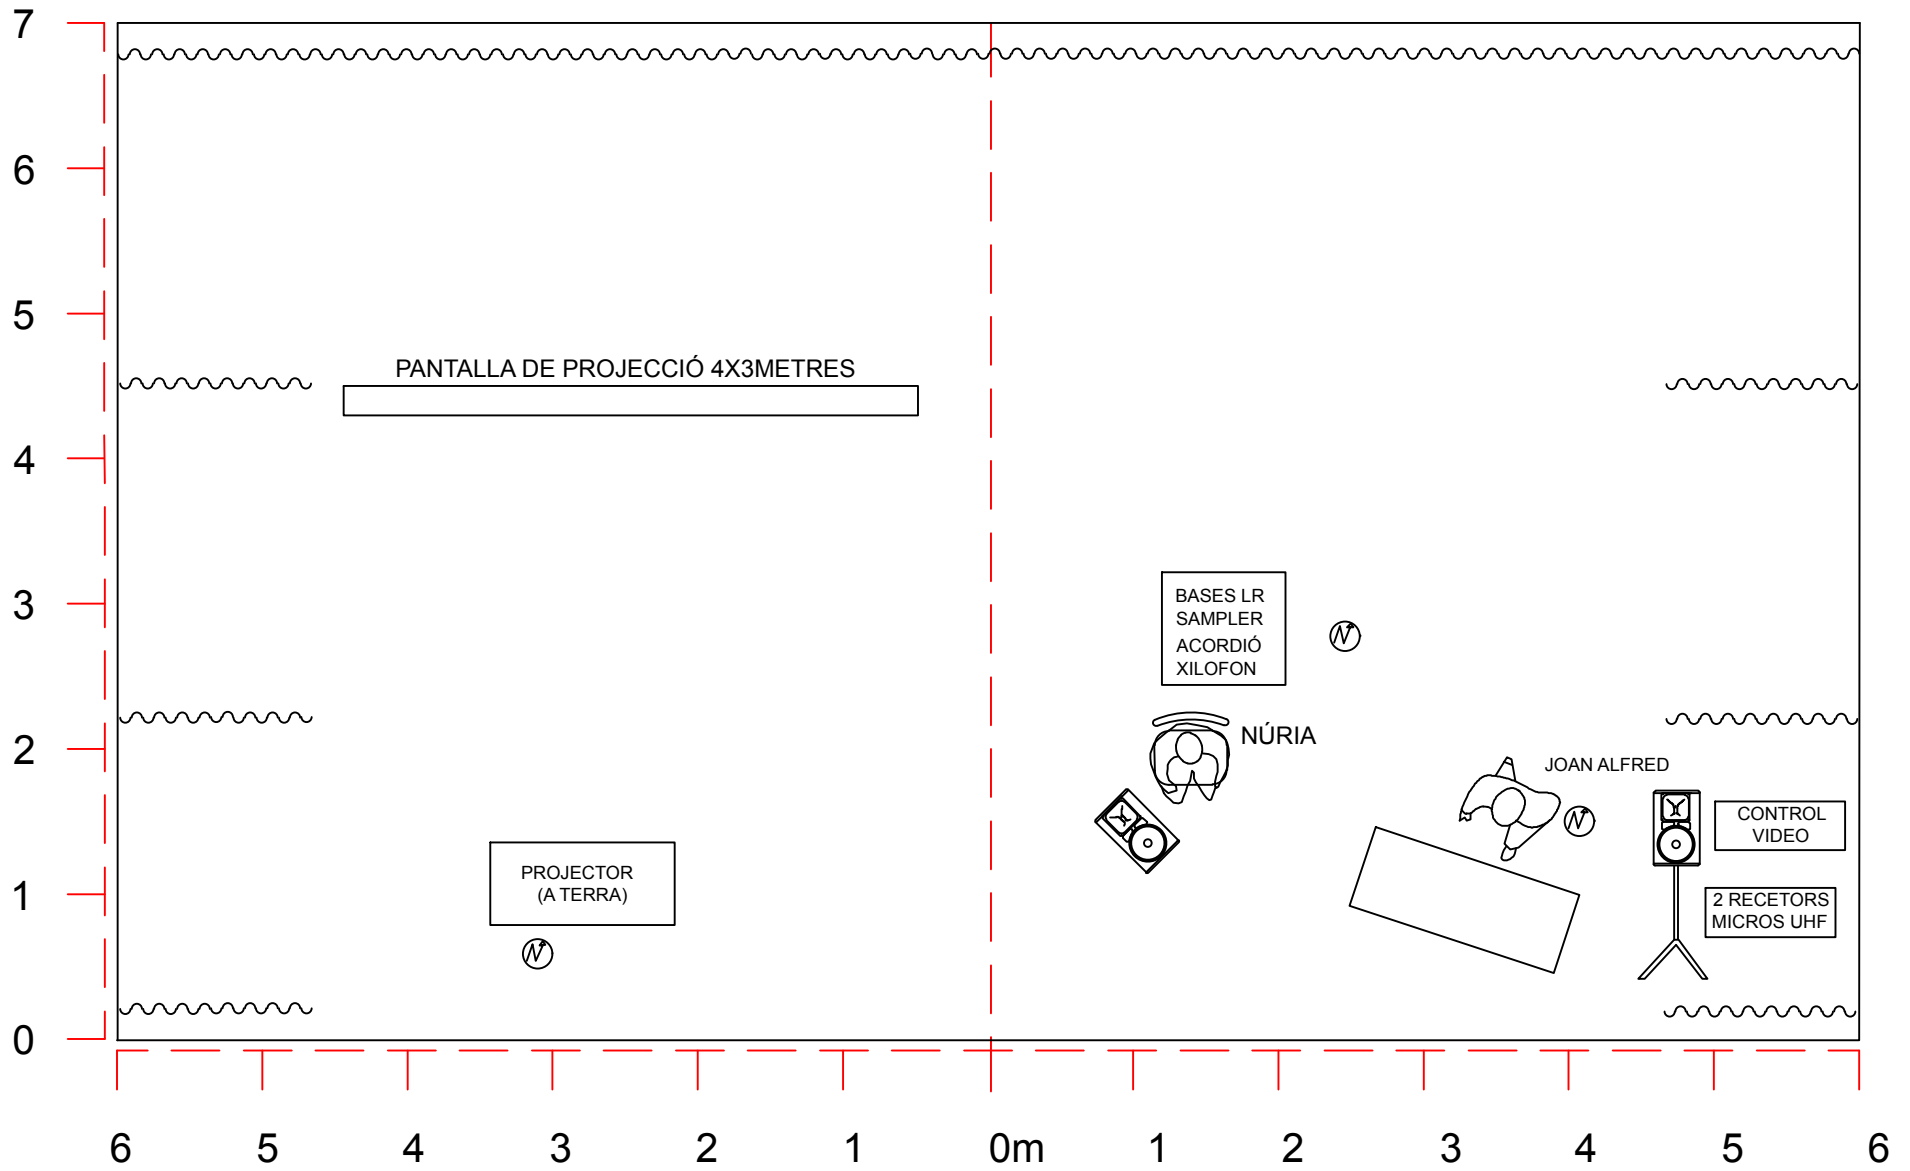 7
6
5
PANTALLA DE PROJECCIÓ 4X3METRES
4
3
BASES LR
SAMPLER
ACORDIÓ
XILOFON
2
NÚRIA
JOAN ALFRED
CONTROL
VIDEO
PROJECTOR
(A TERRA)
1
2 RECETORS
MICROS UHF
0
6 5 4 3 2 1 0m 1 2 3 4 5 6